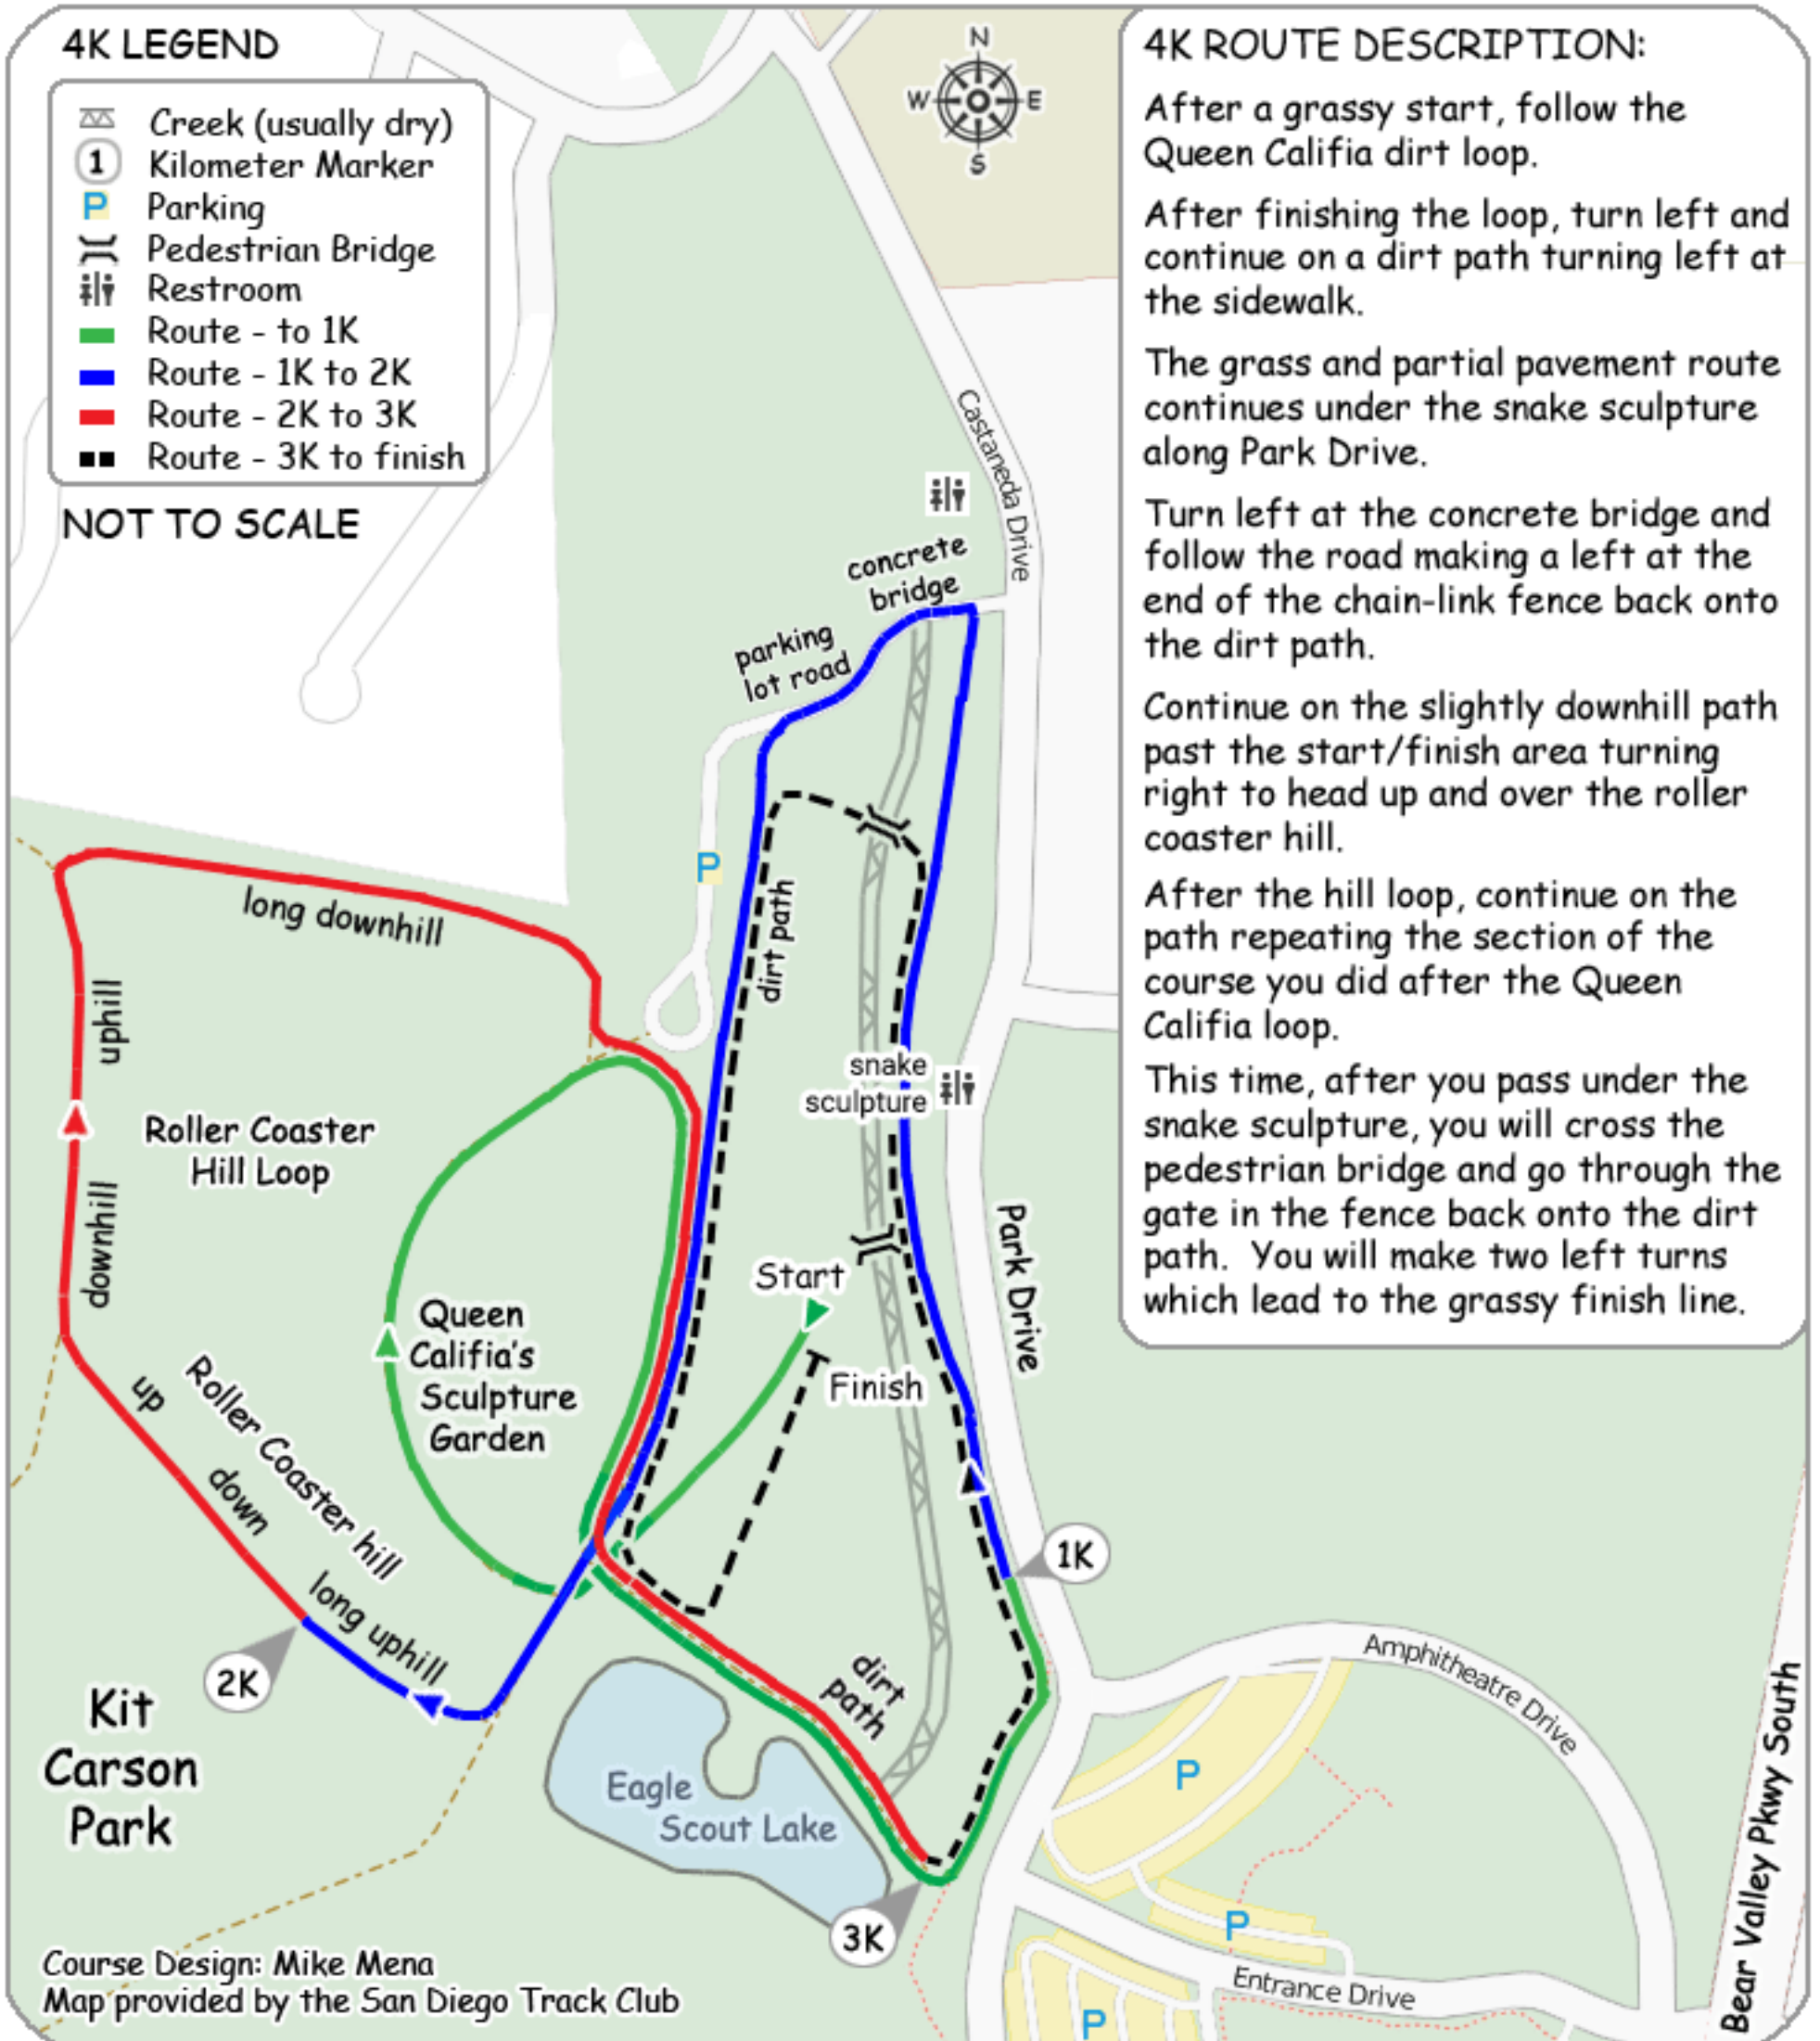 4K LEGEND
Creek (usually dry)
1
Kilometer Marker
P
Parking
Pedestrian Bridge
Restroom
Route - to 1K
Route - 1K to 2K
Route - 2K to 3K
Route - 3K to finish
NOT TO SCALE
N
W
E
S
4K ROUTE DESCRIPTION:
After a grassy start, follow the
Queen Califia dirt loop.
After finishing the loop, turn left and
continue on a dirt path turning left at
the sidewalk.
The grass and partial pavement route
continues under the snake sculpture
along Park Drive.
Turn left at the concrete bridge and
follow the road making a left at the
end of the chain-link fence back onto
the dirt path.
Continue on the slightly downhill path
past the start/finish area turning
right to head up and over the roller
coaster hill.
After the hill loop, continue on the
path repeating the section of the
course you did after the Queen
Califia loop.
This time, after you pass under the
snake sculpture, you will cross the
pedestrian bridge and go through the
gate in the fence back onto the dirt
path. You will make two left turns
which lead to the grassy finish line.
Castaneda Drive
concrete
bridge
parking
lot road
P
dirt path
long downhill
uphill
Roller Coaster
Hill Loop
downhill
snake
sculpture
Park Drive
Start
Finish
Queen
Califia's
Sculpture
Garden
up
Roller Coaster hill
down
long uphill
1K
2K
dirt
path
Kit
Carson
Park
Eagle
Scout Lake
3K
Amphitheatre Drive
P
P
P
Entrance Drive
Bear Valley Pkwy South
Course Design: Mike Mena
Map provided by the San Diego Track Club